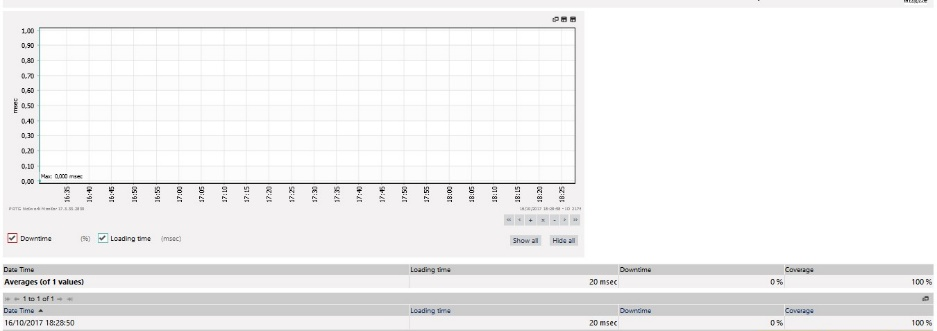 1,00
0,90
0,80
0,70
0,60
msec
0,50
0,40
0,30
0,20
0,10
Max: 0,000 msec
0,00
16:35 16:40 16:45 16:50 16:55 17:00 17:05 17:10 17:15 17:20 17:25 17:30 17:35 17:40 17:45 17:50 17:55 18:00 18:05 18:10 18:15 18:20 18:25
PRTG Network Monitor
<< < + = - > >>
Downtime (%) Loading time (msec)
Show all Hide all
Date Time Loading time Downtime Coverage
Averages (of 1 values) 20 msec 0 % 100 %
1 to 1 of 1
Date Time Loading time Downtime Coverage
16/10/2017 18:28:50 20 msec 0 % 100 %